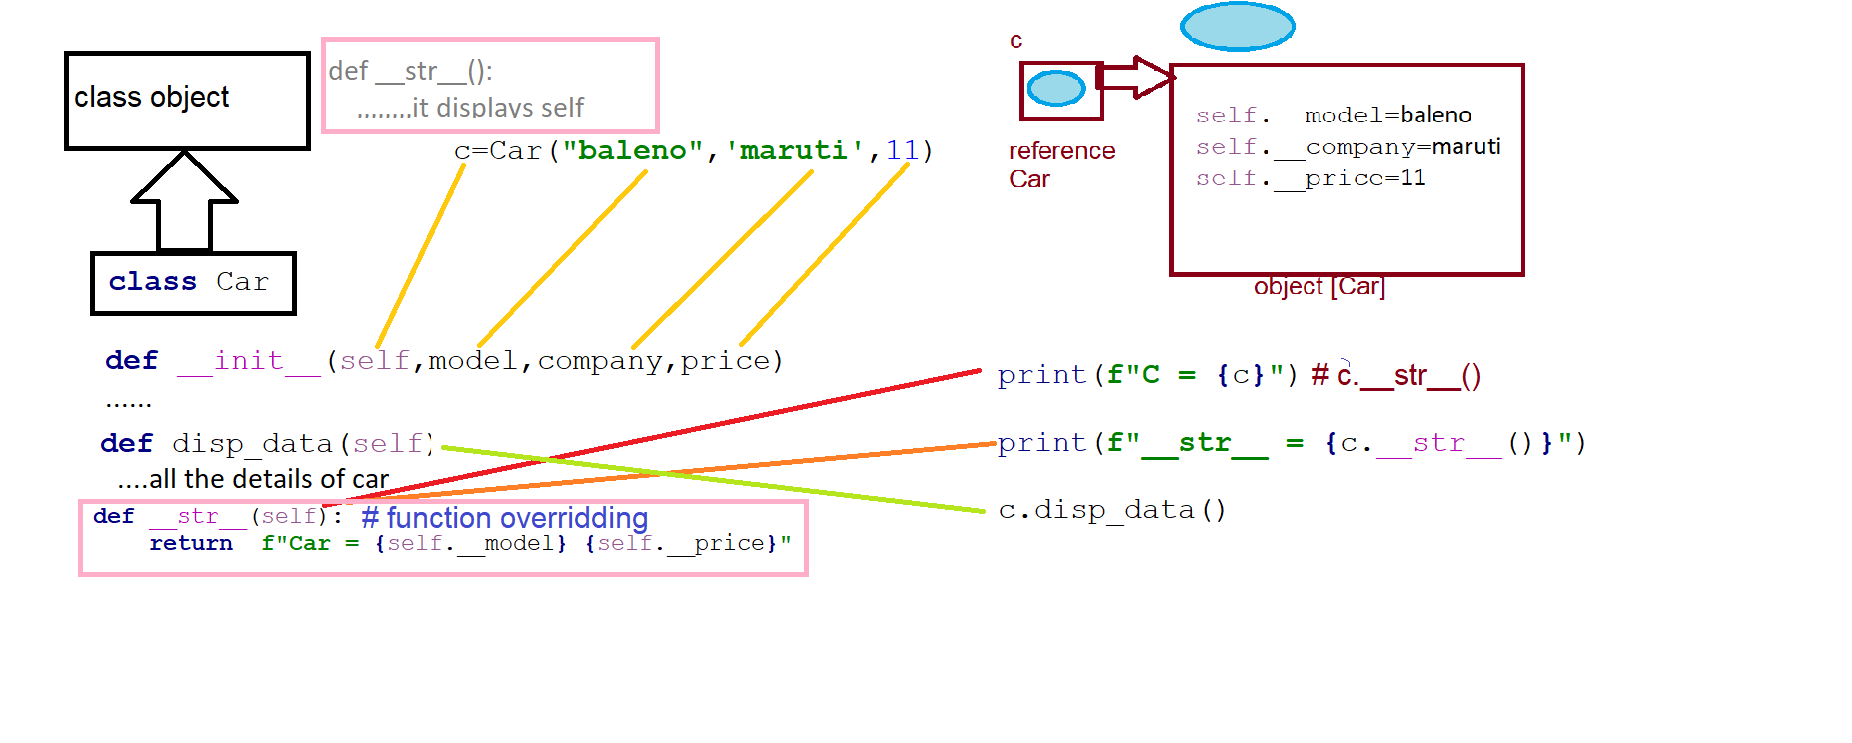 class object
def __str__():
........it displays self
c=Car("baleno",'maruti',11)
class Car
def __init__(self,model,company,price)
......
def disp_data(self)
....all the details of car
def __str__(self): # function overridding
return f"Car = {self.__model} {self.__price}"
c
reference
Car
self.__model=baleno
self.__company=maruti
self.__price=11
object [Car]
print(f"C = {c}") # c.__str__()
print(f"__str__ = {c.__str__()}")
c.disp_data()